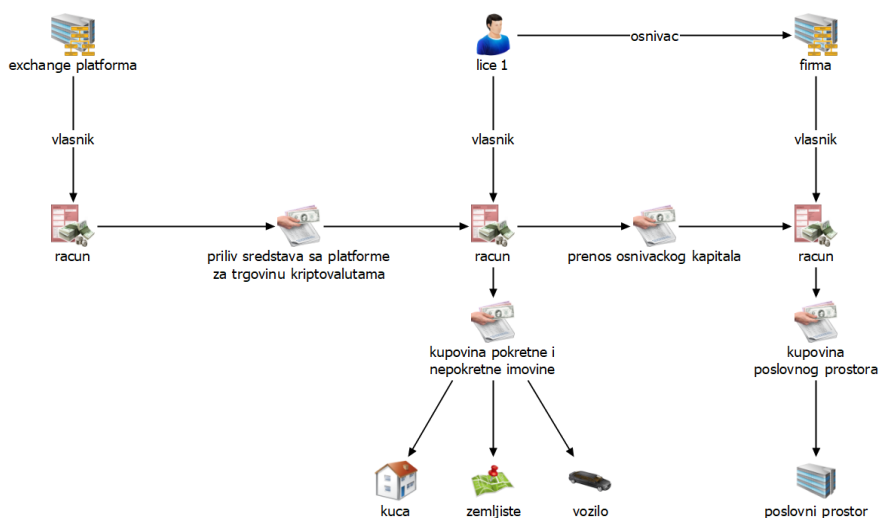 osnivac
exchange platforma
lice 1
firma
vlasnik
vlasnik
vlasnik
racun
priliv sredstava sa platforme
za trgovinu kriptovalutama
racun
prenos osnivackog kapitala
racun
kupovina pokretne i
nepokretne imovine
kupovina
poslovnog prostora
kuca
zemljiste
vozilo
poslovni prostor